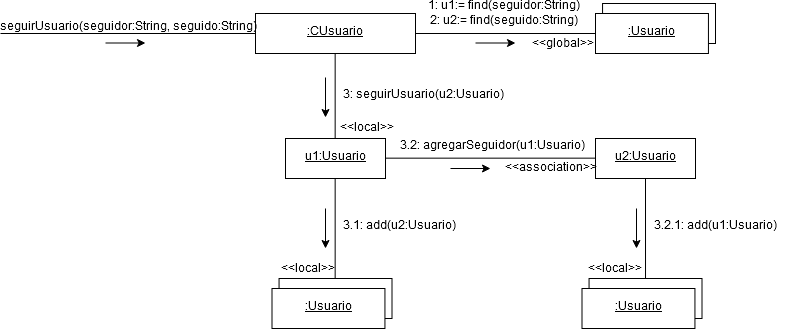 1: u1:= find(seguidor:String)
seguirUsuario(seguidor:String, seguido:String)
2: u2:= find(seguido:String)
:CUsuario
:Usuario
<<global>>
3: seguirUsuario(u2:Usuario)
<<local>>
3.2: agregarSeguidor(u1:Usuario)
u1:Usuario
u2:Usuario
<<association>>
3.1: add(u2:Usuario)
3.2.1: add(u1:Usuario)
<<local>>
<<local>>
:Usuario
:Usuario